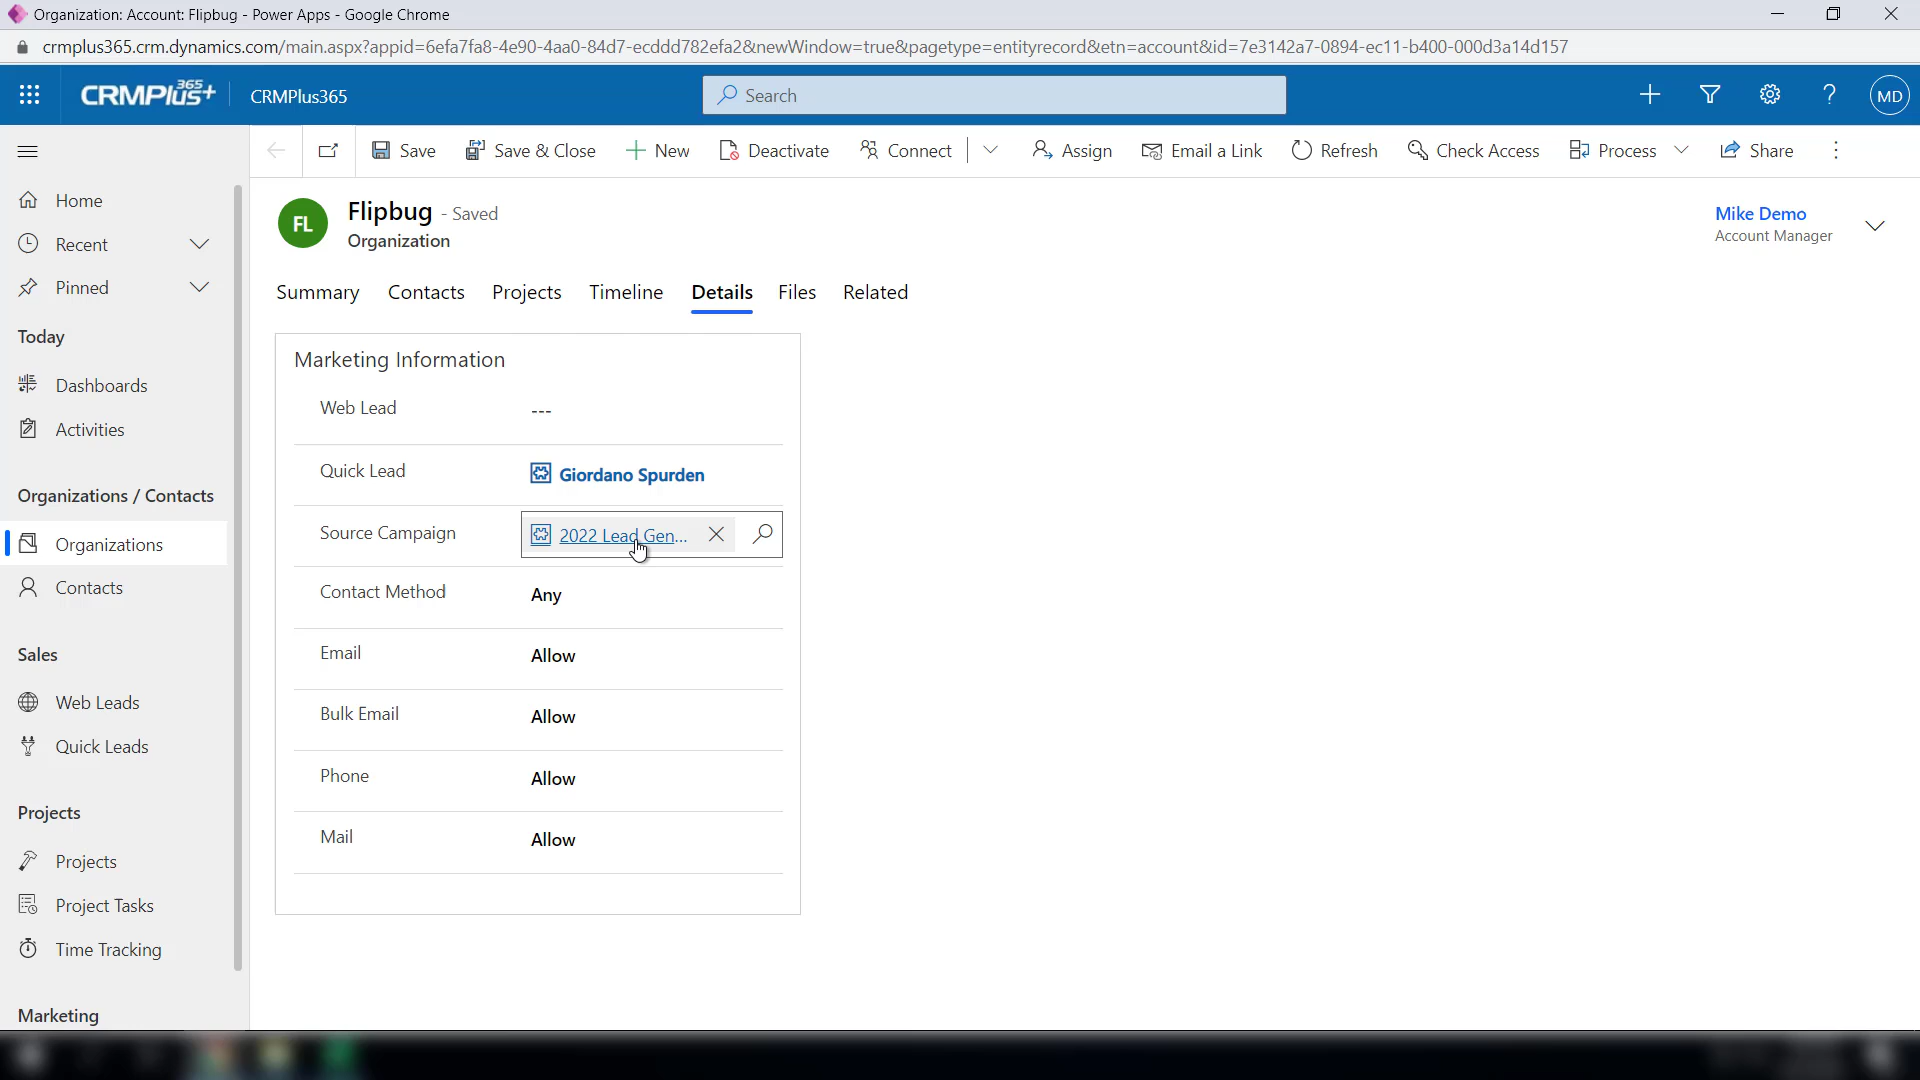 Organization: Account: Flipbug - Power Apps - Google Chrome
crmplus365.crm.dynamics.com/main.aspx?appid=6efa7fa8-4e90-4aa0-84d7-ecddd782efa2&newWindow=true&pagetype=entityrecord&etn=account&id=7e3142a7-0894-ec11-b400-000d3a14d157
CRMPlus365+ CRMPlus365 Search MD
Save Save & Close New Deactivate Connect Assign Email a Link Refresh Check Access Process Share
Home
Recent
Pinned
Today
Dashboards
Activities
Organizations / Contacts
Organizations
Contacts
Sales
Web Leads
Quick Leads
Projects
Projects
Project Tasks
Time Tracking
Marketing
FL
Flipbug - Saved
Organization
Mike Demo
Account Manager
Summary Contacts Projects Timeline Details Files Related
Marketing Information
Web Lead ---
Quick Lead Giordano Spurden
Source Campaign 2022 Lead Gen...
Contact Method Any
Email Allow
Bulk Email Allow
Phone Allow
Mail Allow